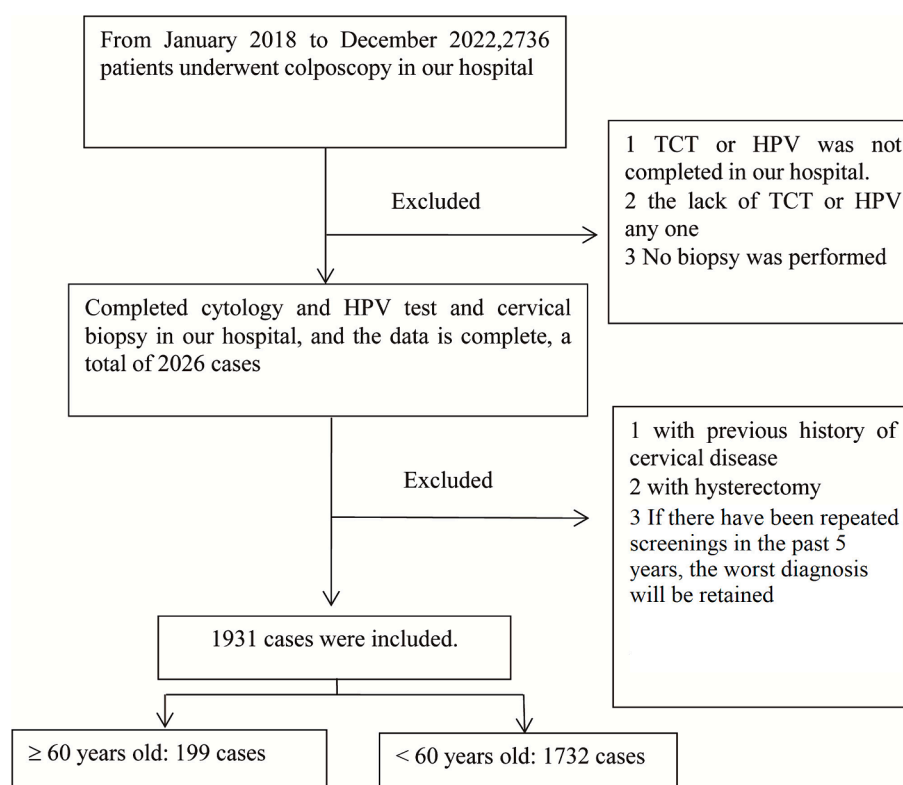 From January 2018 to December 2022,2736
patients underwent colposcopy in our hospital
1 TCT or HPV was not
completed in our hospital.
2 the lack of TCT or HPV
any one
3 No biopsy was performed
Excluded
Completed cytology and HPV test and cervical
biopsy in our hospital, and the data is complete, a
total of 2026 cases
1 with previous history of
cervical disease
2 with hysterectomy
3 If there have been repeated
screenings in the past 5
years, the worst diagnosis
will be retained
Excluded
1931 cases were included.
≥ 60 years old: 199 cases
< 60 years old: 1732 cases